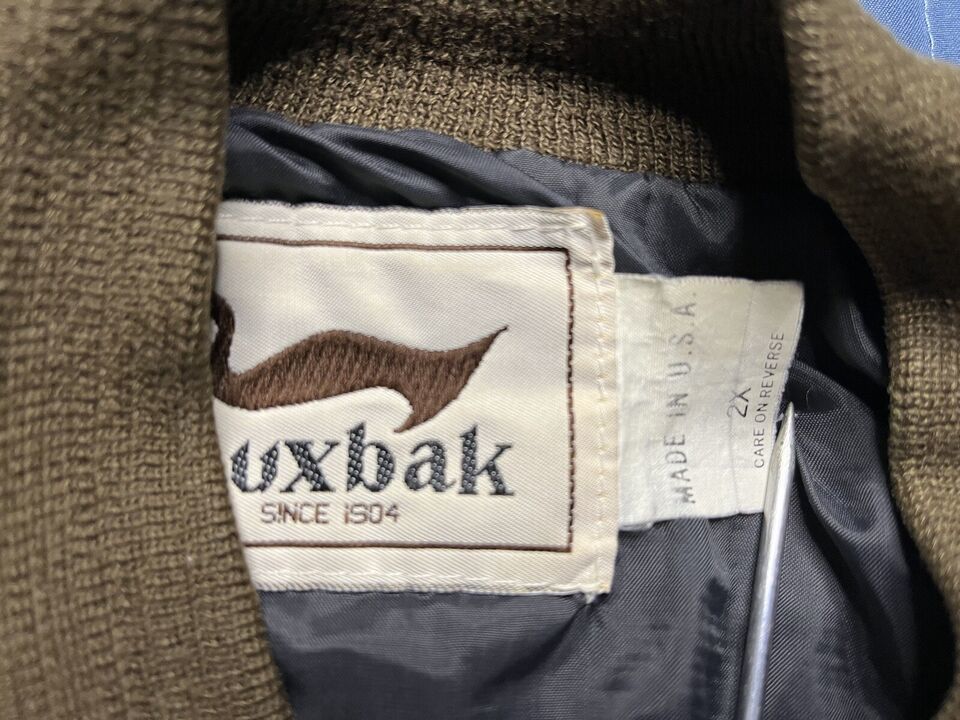 uxbak
SINCE 1904
MADE IN U.S.A.
2X
CARE ON REVERSE